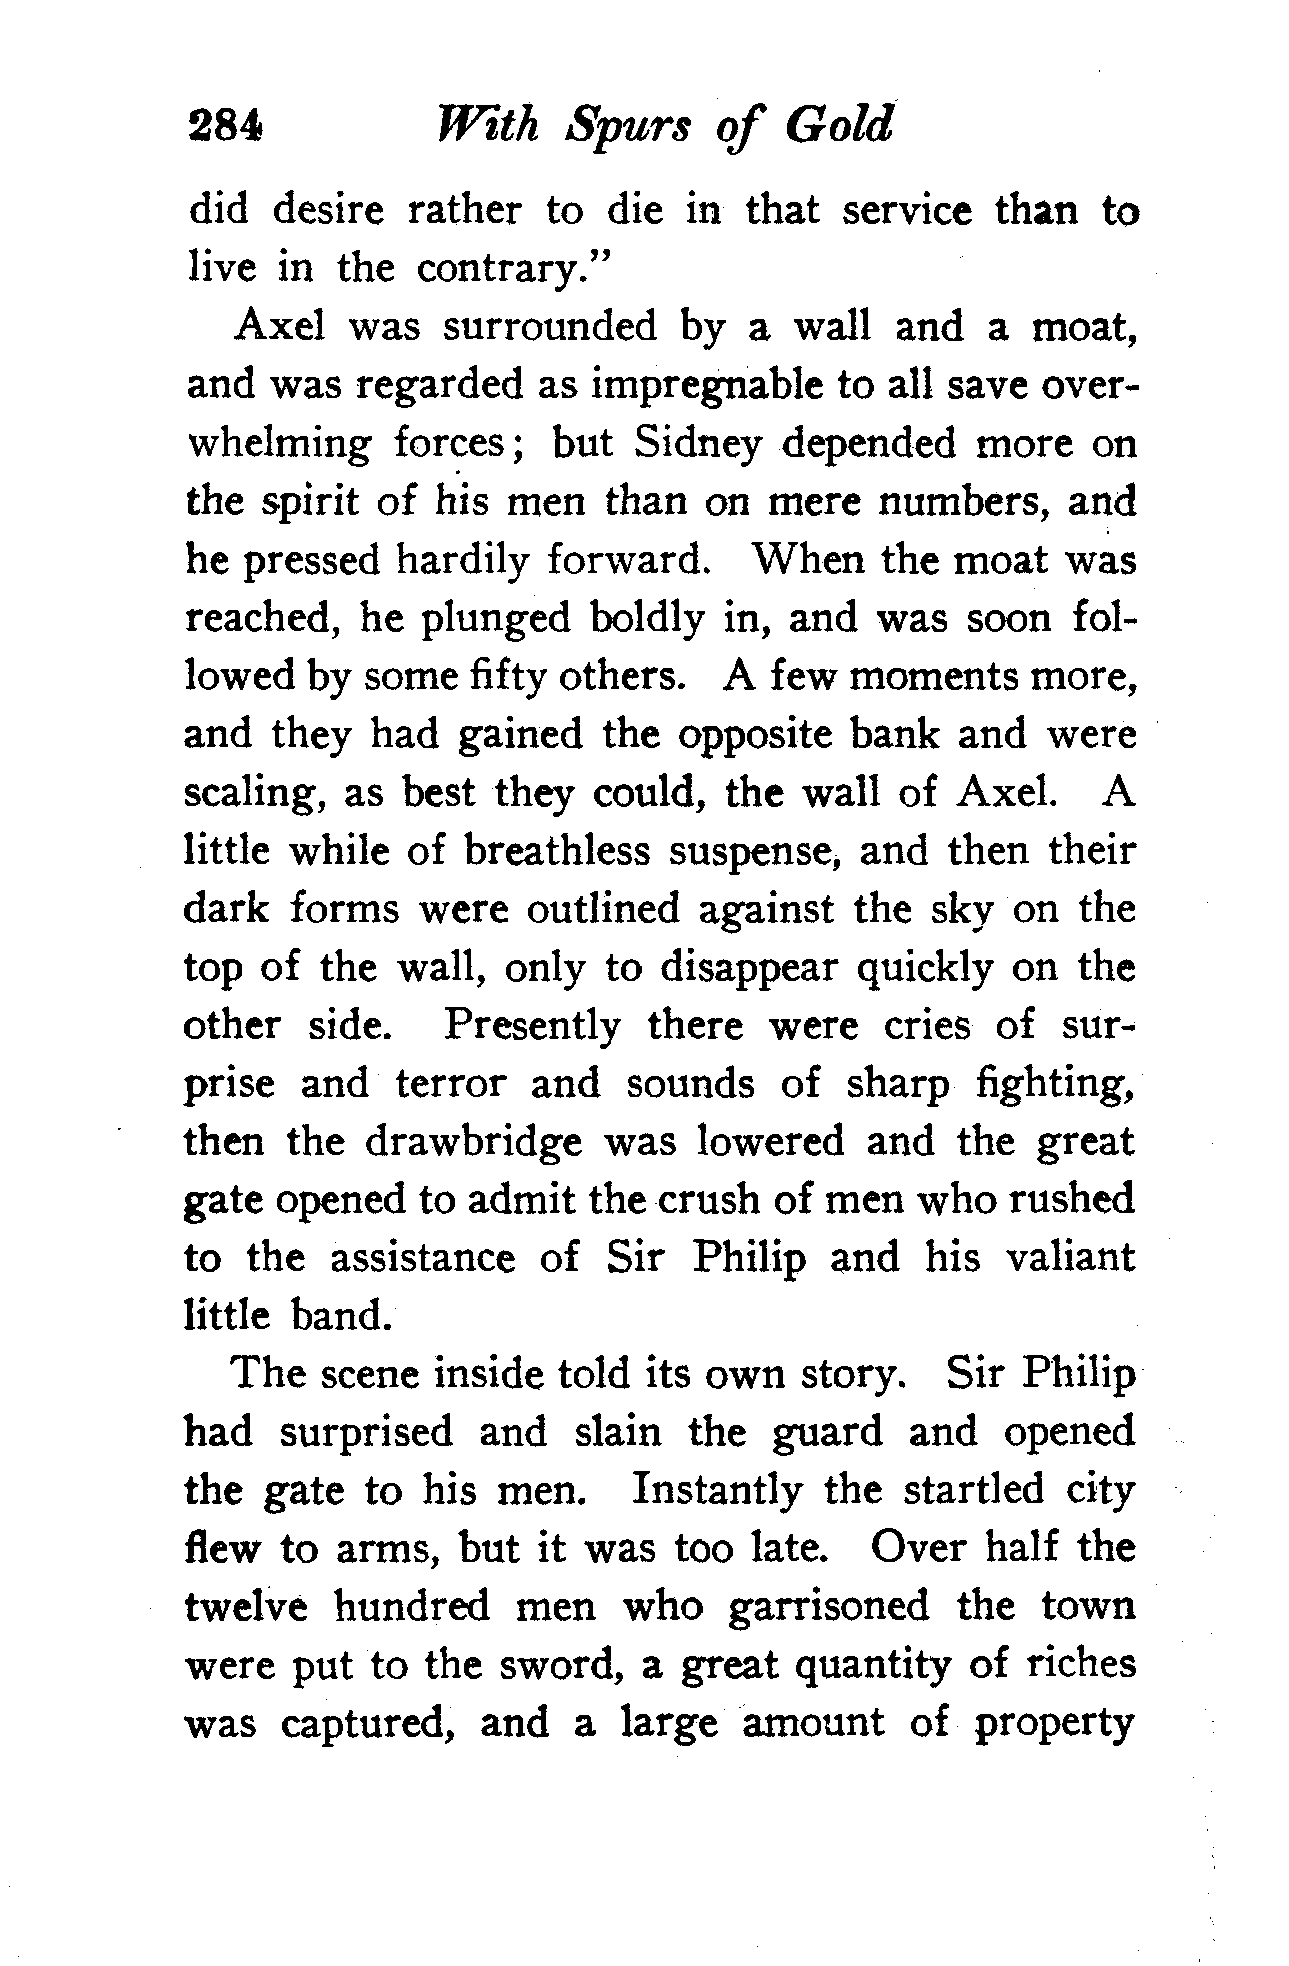 284 With Spurs of Gold
did desire rather to die in that service than to
live in the contrary.”
Axel was surrounded by a wall and a moat,
and was regarded as impregnable to all save over-
whelming forces; but Sidney depended more on
the spirit of his men than on mere numbers, and
he pressed hardily forward. When the moat was
reached, he plunged boldly in, and was soon fol-
lowed by some fifty others. A few moments more,
and they had gained the opposite bank and were
scaling, as best they could, the wall of Axel. A
little while of breathless suspense, and then their
dark forms were outlined against the sky on the
top of the wall, only to disappear quickly on the
other side. Presently there were cries of sur-
prise and terror and sounds of sharp fighting,
then the drawbridge was lowered and the great
gate opened to admit the crush of men who rushed
to the assistance of Sir Philip and his valiant
little band.
The scene inside told its own story. Sir Philip
had surprised and slain the guard and opened
the gate to his men. Instantly the startled city
flew to arms, but it was too late. Over half the
twelve hundred men who garrisoned the town
were put to the sword, a great quantity of riches
was captured, and a large amount of property